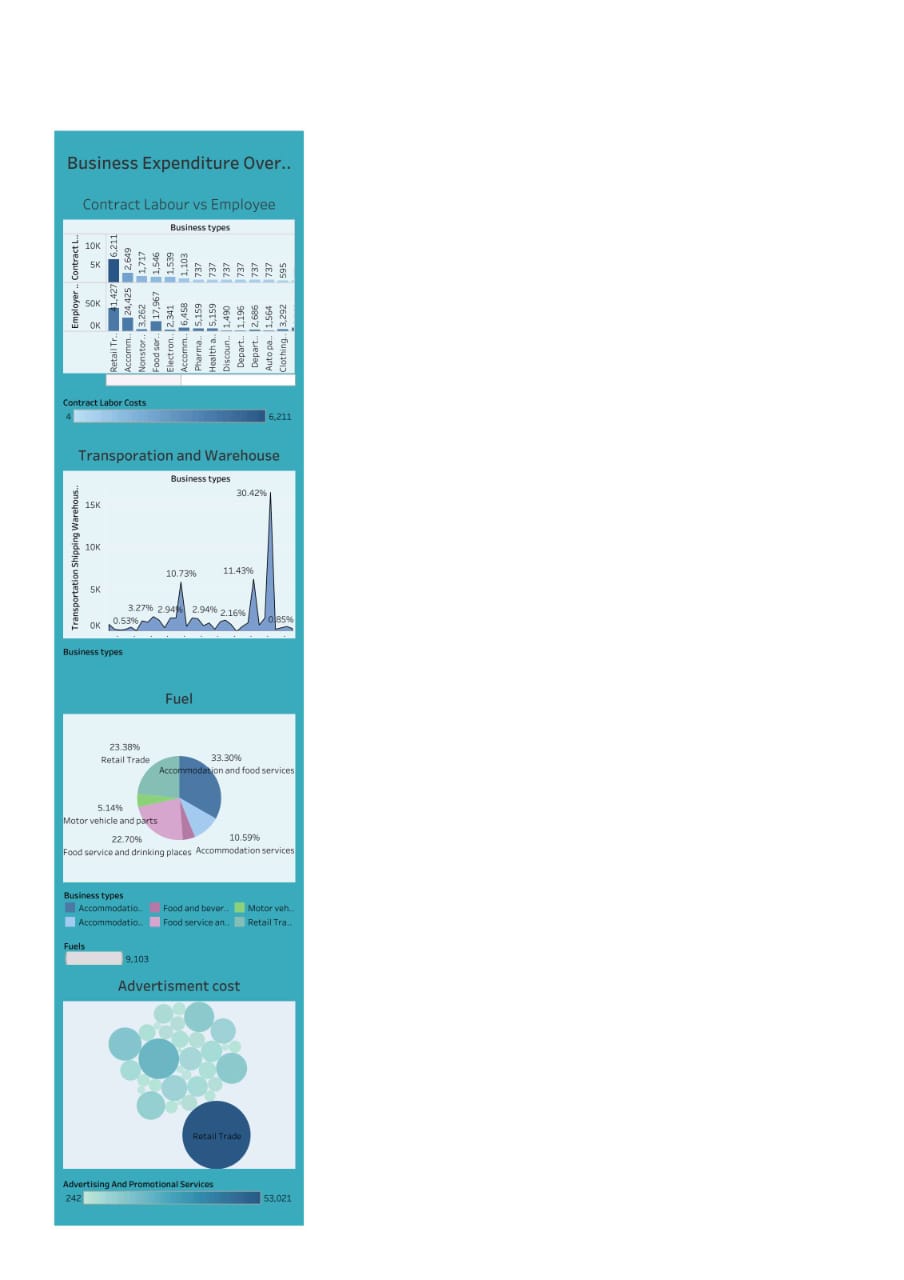 Business Expenditure Over..
Contract Labour vs Employee
Business types
Contract L..
10K
5K
6,211
2,649
1,717
1,546
1,539
1,103
737
737
737
737
737
737
595
Employer ..
50K
0K
41,427
24,425
3,262
17,967
2,341
6,458
5,159
5,159
1,490
1,196
2,686
1,564
3,292
Retail Tr..
Accomm..
Nonstor..
Food ser..
Electron..
Accomm..
Pharma..
Health a..
Discoun..
Depart..
Depart..
Auto pa..
Clothing..
Contract Labor Costs
4 6,211
Transporation and Warehouse
Business types
Transportation Shipping Warehous..
15K
10K
5K
0K
30.42%
10.73%
11.43%
3.27% 2.94% 2.94% 2.16%
0.53% 0.85%
Business types
Fuel
23.38%
Retail Trade
33.30%
Accommodation and food services
5.14%
Motor vehicle and parts
22.70%
Food service and drinking places
10.59%
Accommodation services
Business types
Accommodatio.. Food and bever.. Motor veh..
Accommodatio.. Food service an.. Retail Tra..
Fuels
9,103
Advertisment cost
Retail Trade
Advertising And Promotional Services
242 53,021